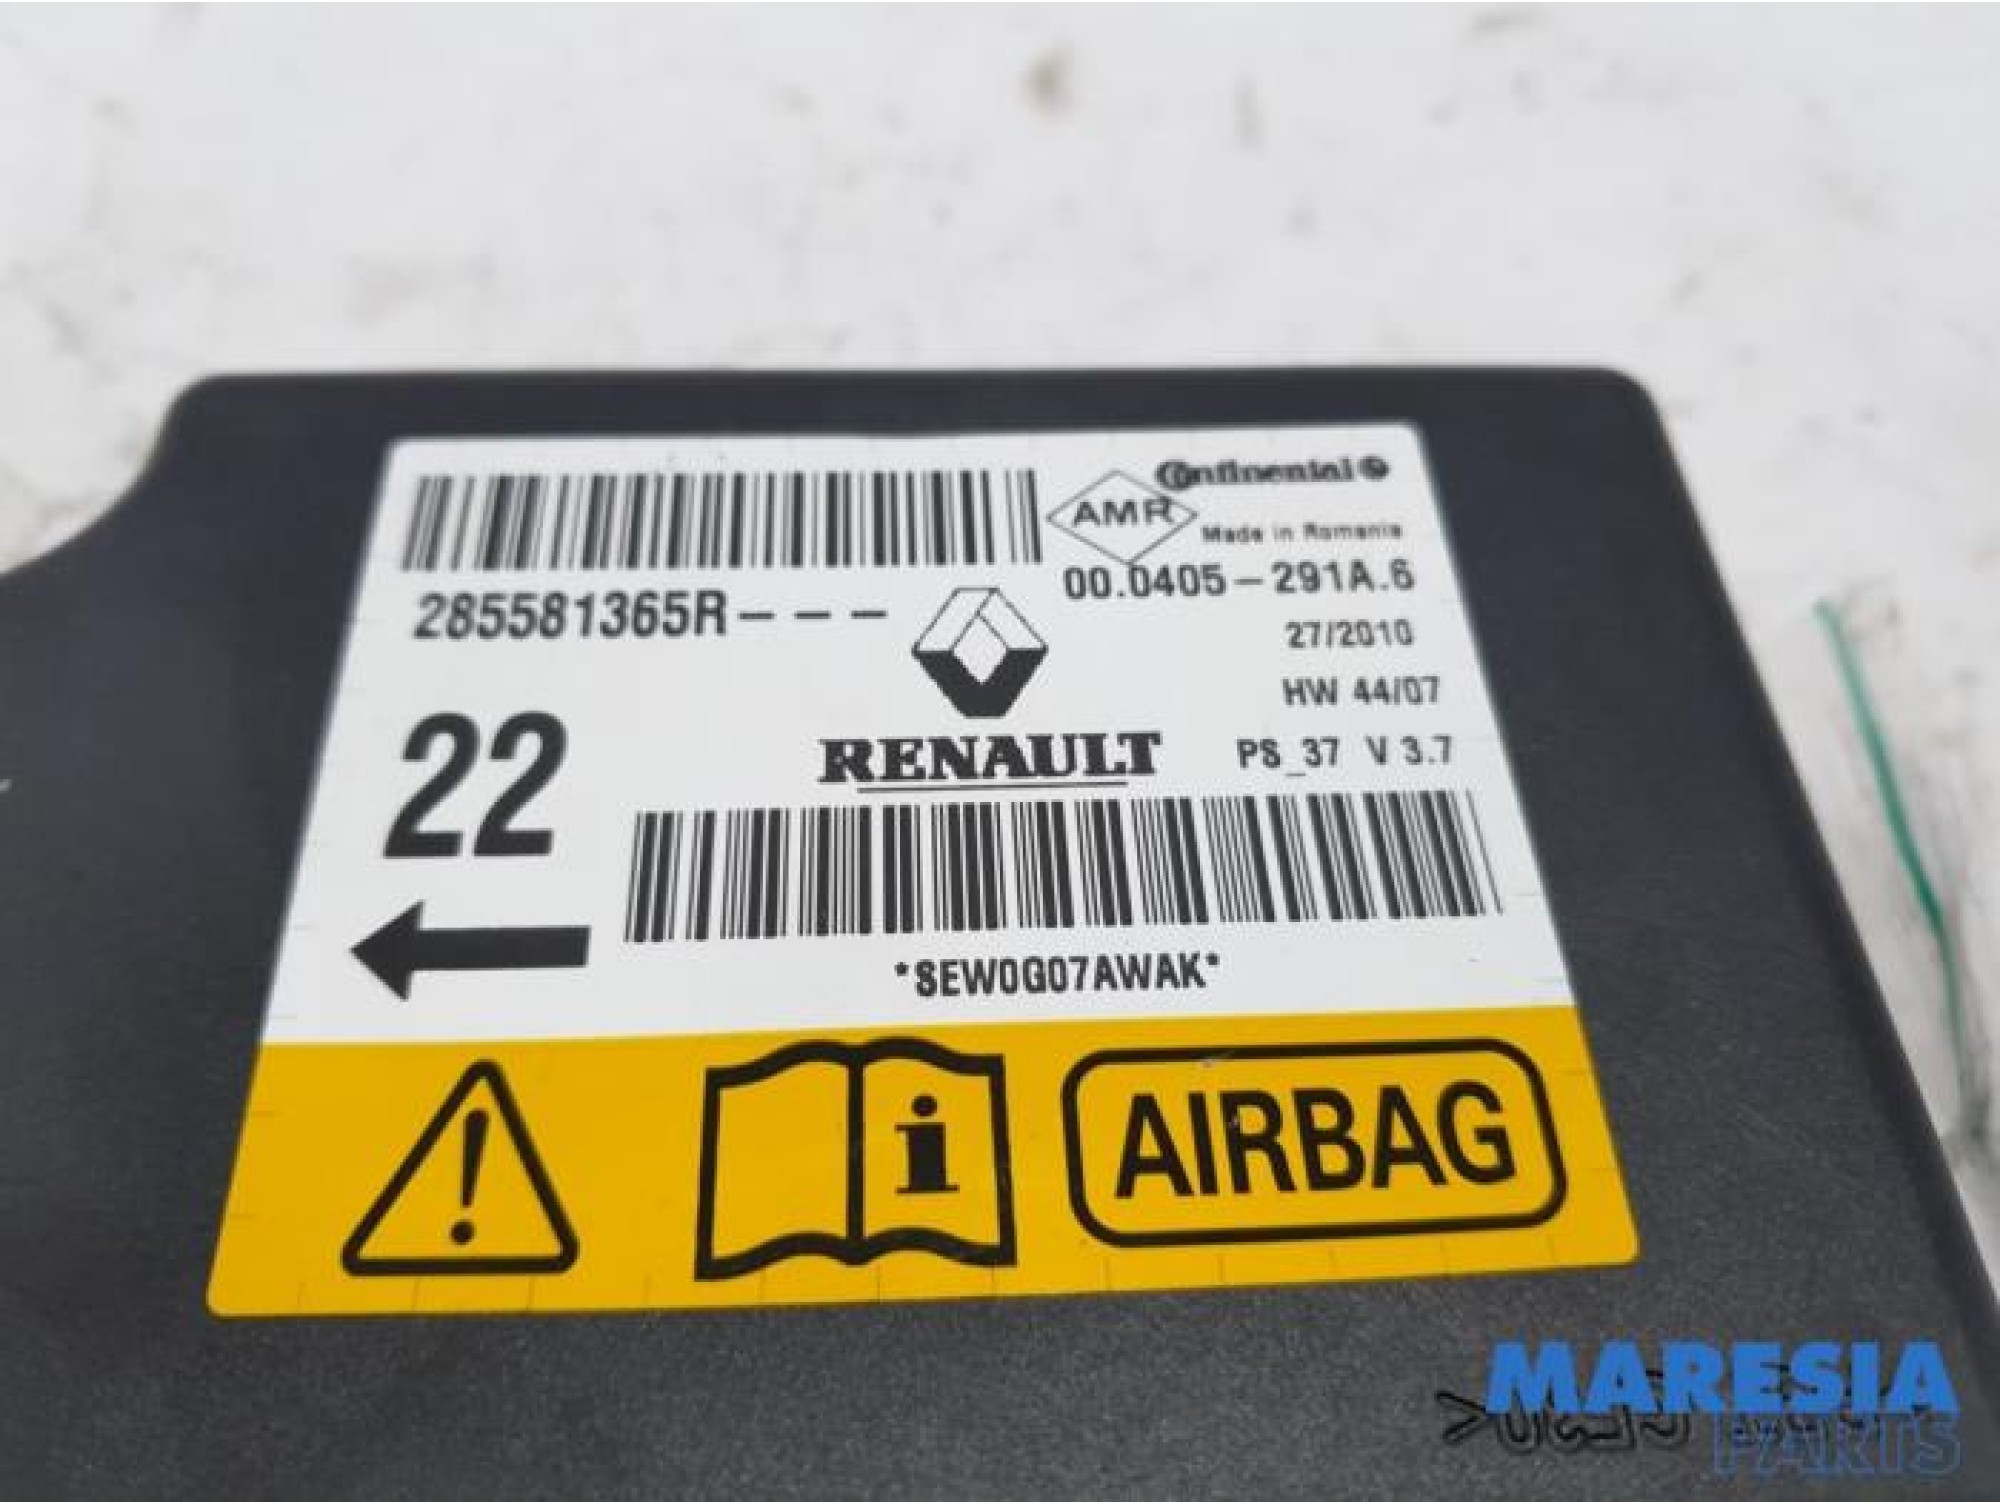 Continental
AMR
Made in Romania
285581365R---
00.0405-291A.6
27/2010
HW 44/07
22
RENAULT
PS_37 V 3.7
*SEW0G07AWAK*
AIRBAG
MARESIA
PARTS